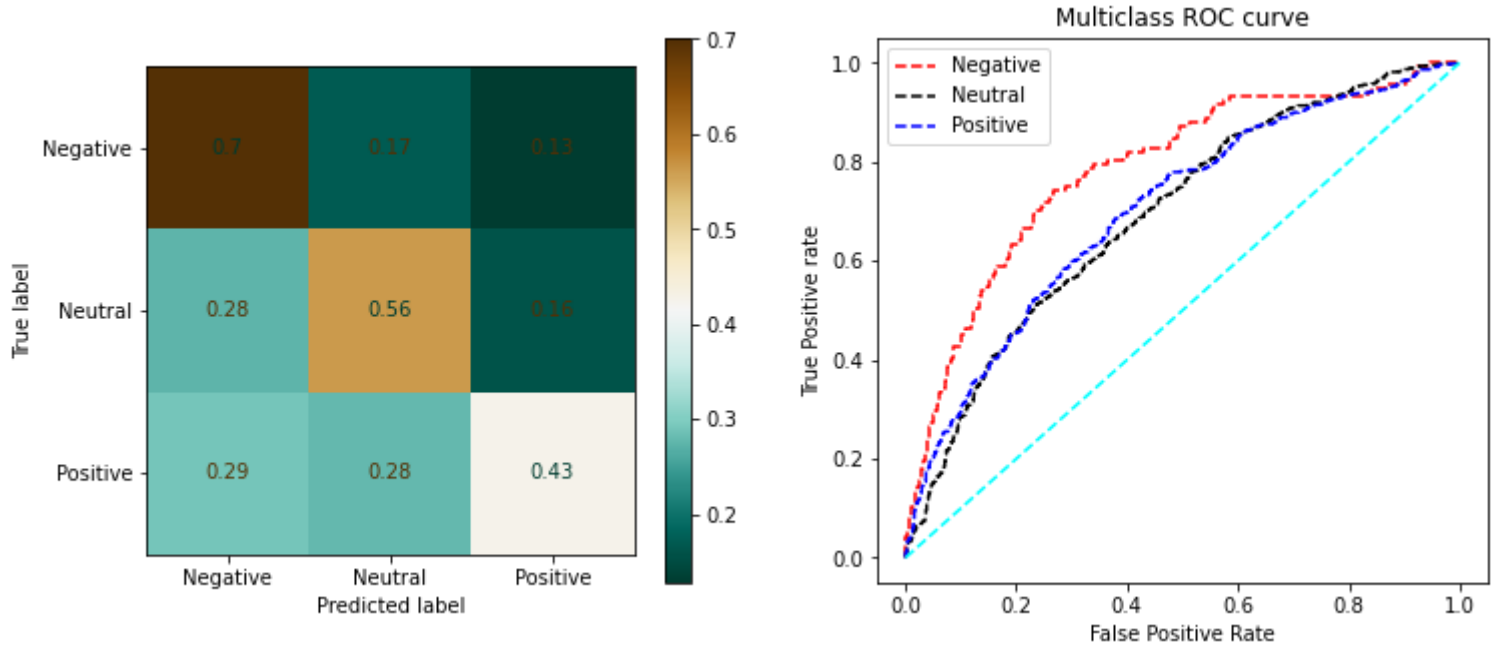 Multiclass ROC curve
Negative
Neutral
Positive
True label
0.7 0.17 0.13
0.28 0.56 0.16
0.29 0.28 0.43
Negative Neutral Positive
Predicted label
0.7
0.6
0.5
0.4
0.3
0.2
Negative
Neutral
Positive
True Positive rate
1.0
0.8
0.6
0.4
0.2
0.0
0.0 0.2 0.4 0.6 0.8 1.0
False Positive Rate